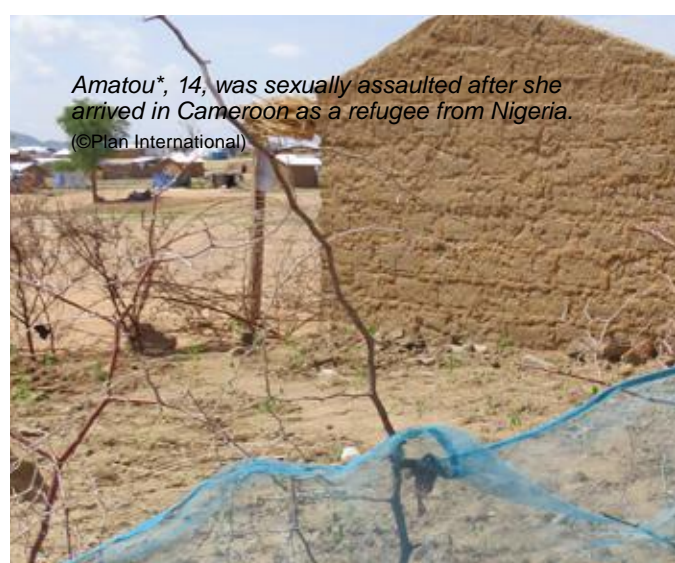 Amatou*, 14, was sexually assaulted after she
arrived in Cameroon as a refugee from Nigeria.
(©Plan International)